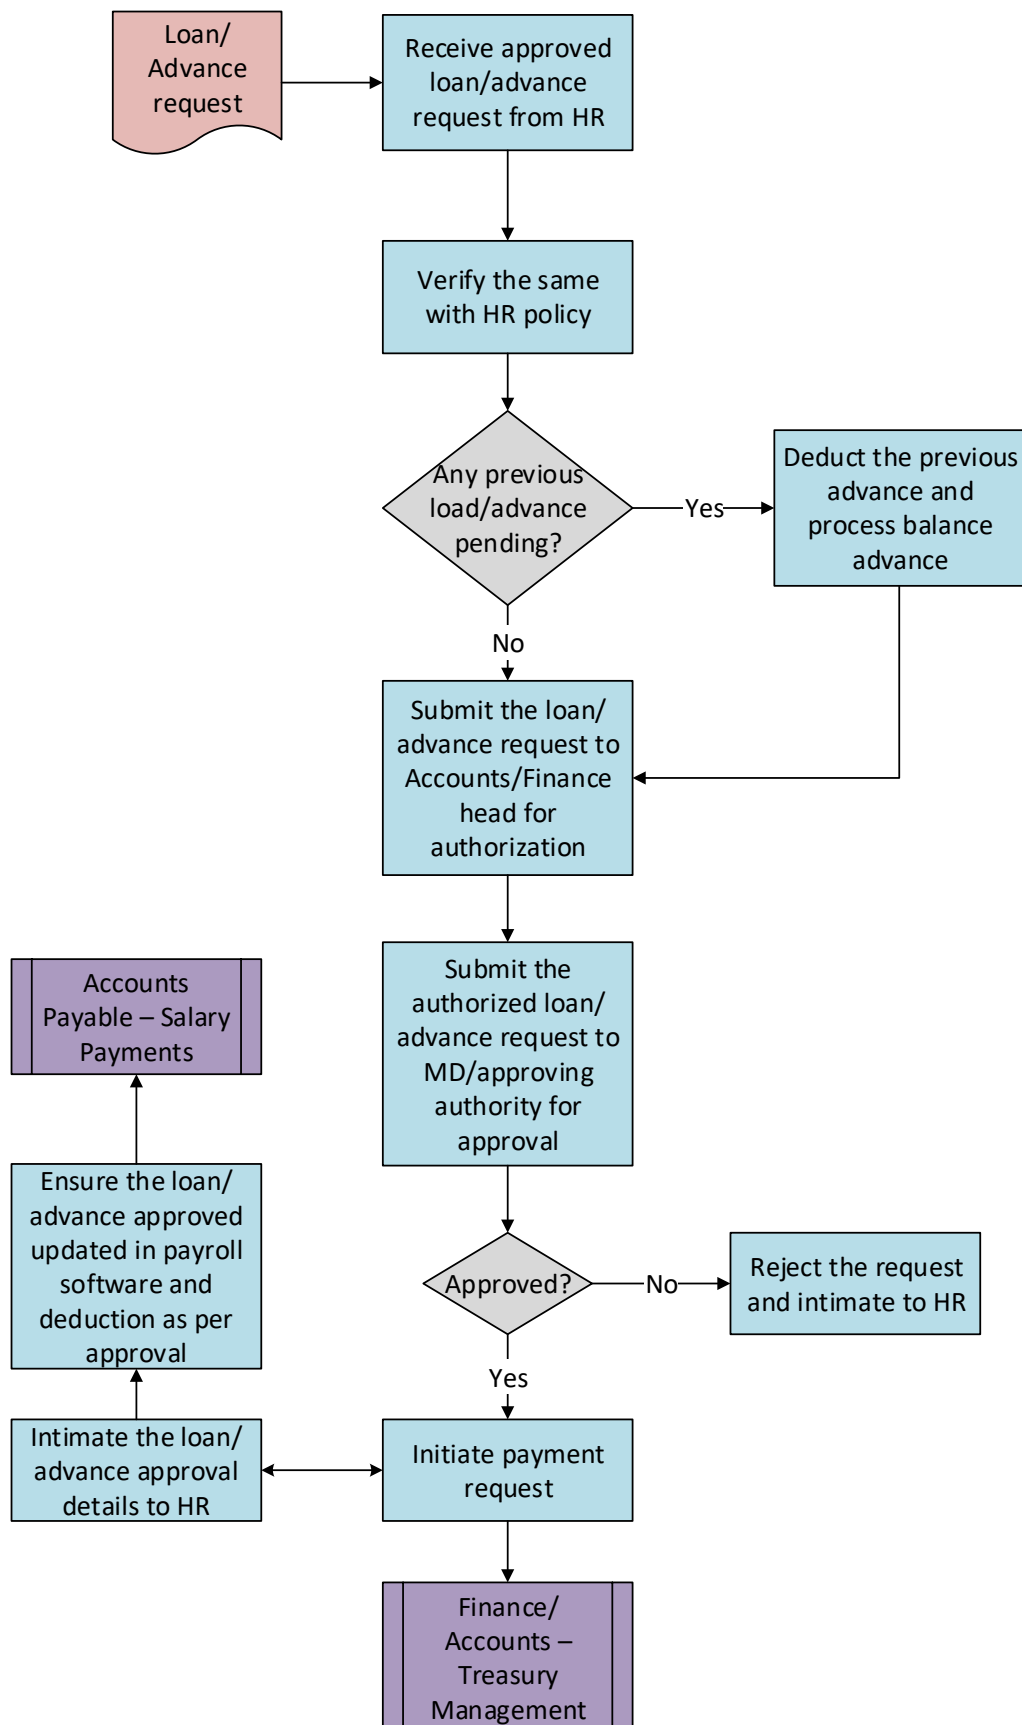 Loan/
Advance
request
Receive approved
loan/advance
request from HR
Verify the same
with HR policy
Any previous
load/advance
pending?
Yes
Deduct the previous
advance and
process balance
advance
No
Submit the loan/
advance request to
Accounts/Finance
head for
authorization
Submit the
authorized loan/
advance request to
MD/approving
authority for
approval
Accounts
Payable – Salary
Payments
Ensure the loan/
advance approved
updated in payroll
software and
deduction as per
approval
Approved?
No
Reject the request
and intimate to HR
Yes
Intimate the loan/
advance approval
details to HR
Initiate payment
request
Finance/
Accounts –
Treasury
Management